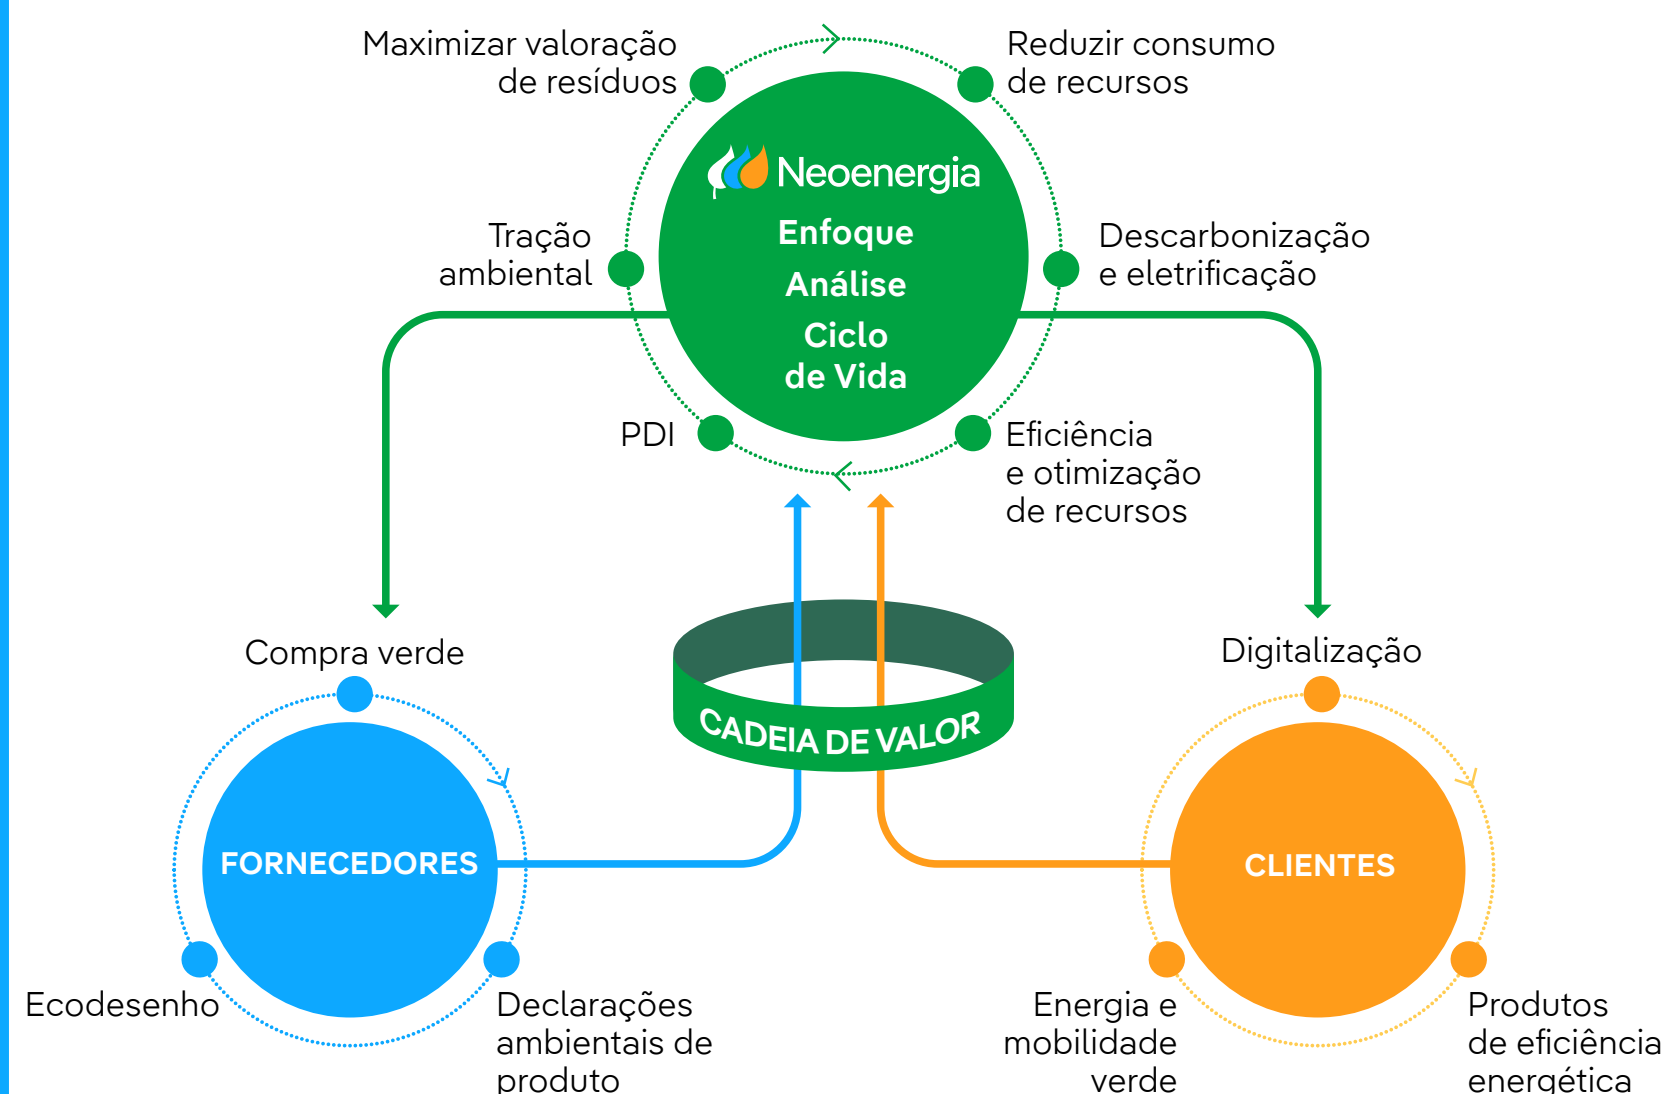 Maximizar valoração
de resíduos
Reduzir consumo
de recursos
Neoenergia
Enfoque
Análise
Ciclo
de Vida
Tração
ambiental
Descarbonização
e eletrificação
PDI
Eficiência
e otimização
de recursos
CADEIA DE VALOR
Compra verde
FORNECEDORES
Ecodesenho
Declarações
ambientais de
produto
Digitalização
CLIENTES
Energia e
mobilidade
verde
Produtos
de eficiência
energética